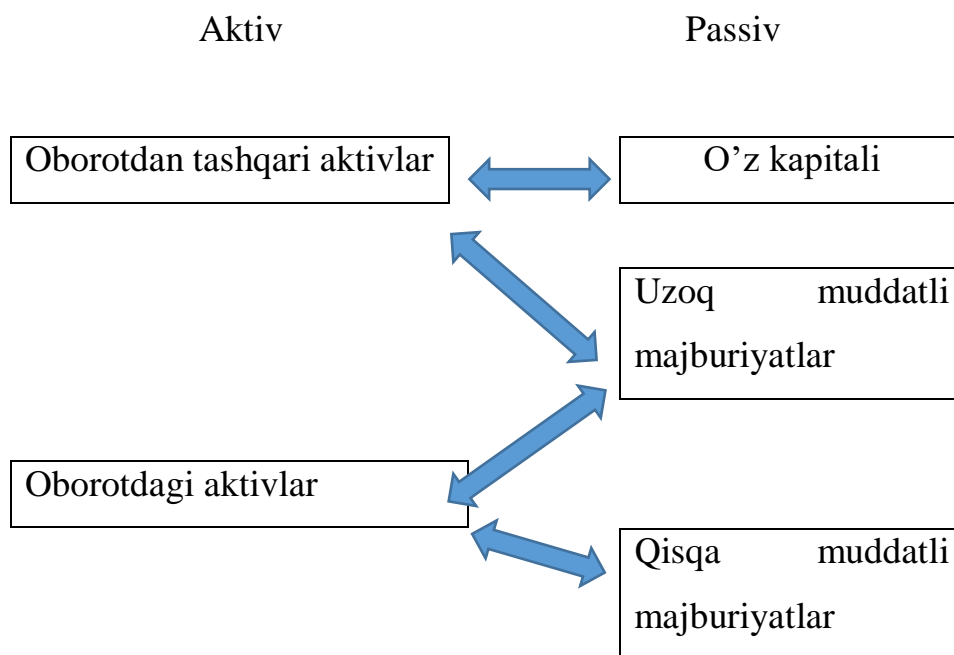 Aktiv
Passiv
Oborotdan tashqari aktivlar
O’z kapitali
Uzoq muddatli
majburiyatlar
Oborotdagi aktivlar
Qisqa muddatli
majburiyatlar